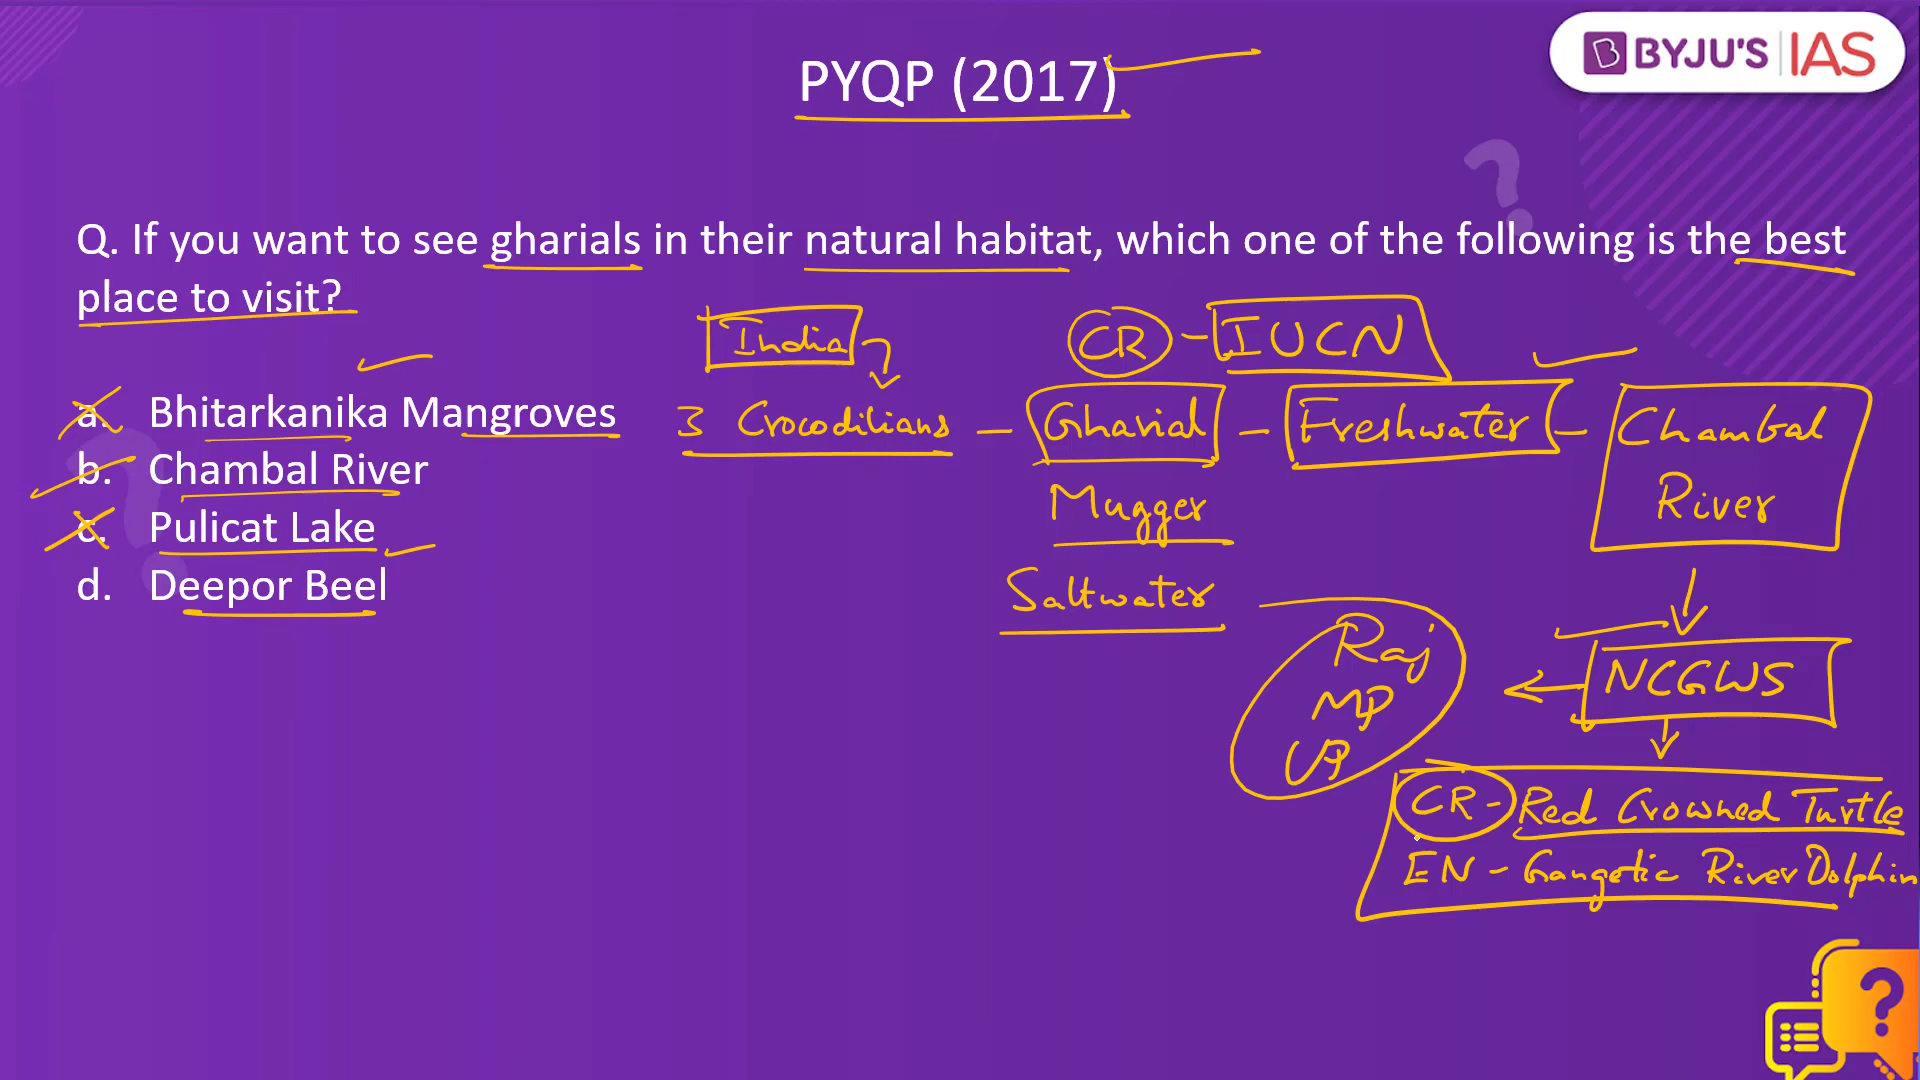 BYJU'S IAS
PYQP (2017)
Q. If you want to see gharials in their natural habitat, which one of the following is the best
place to visit?
a. Bhitarkanika Mangroves
b. Chambal River
c. Pulicat Lake
d. Deepor Beel
India
CR - IUCN
3 Crocodilians - Gharial - Freshwater - Chambal
River
Mugger
Saltwater
Raj
MP
UP
NCGWS
CR - Red Crowned Turtle
EN - Gangetic River Dolphin